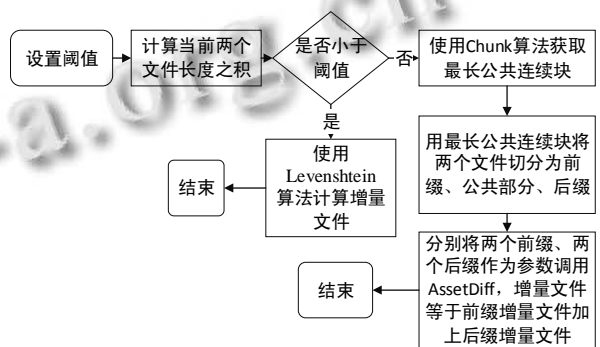 设置阈值
计算当前两个
文件长度之积
是否小于
阈值
否
使用Chunk算法获取
最长公共连续块
是
使用
Levenshtein
算法计算增量
文件
结束
用最长公共连续块将
两个文件切分为前
缀、公共部分、后缀
分别将两个前缀、两
个后缀作为参数调用
AssetDiff，增量文件
等于前缀增量文件加
上后缀增量文件
结束